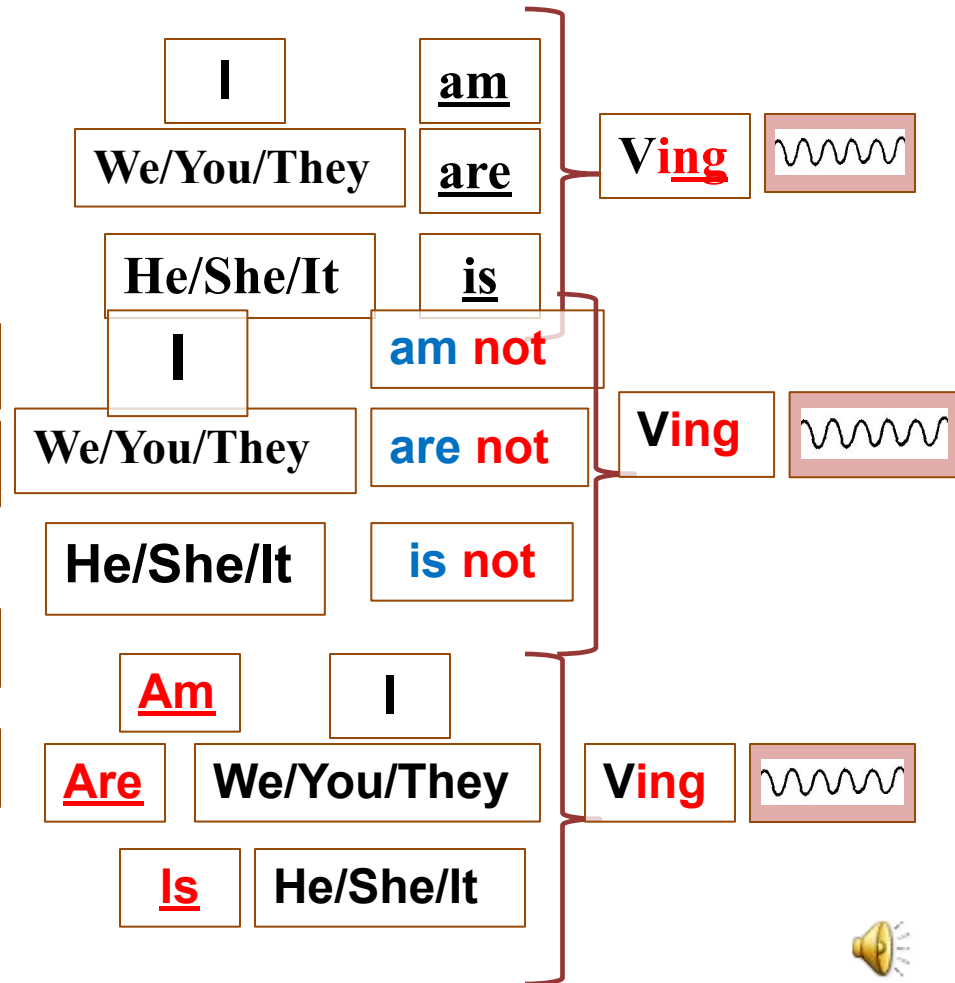 I am
We/You/They are Ving
He/She/It is
I am not
We/You/They are not Ving
He/She/It is not
Am I
Are We/You/They Ving
Is He/She/It